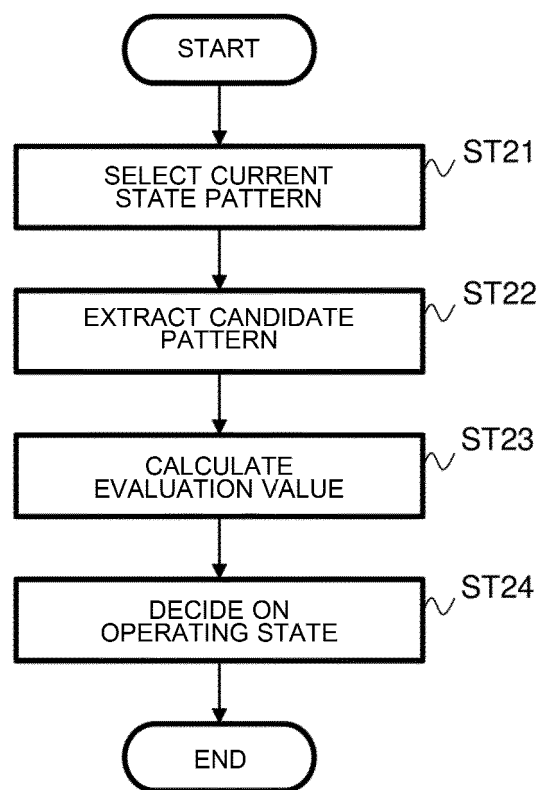 START
ST21
SELECT CURRENT
STATE PATTERN
ST22
EXTRACT CANDIDATE
PATTERN
ST23
CALCULATE
EVALUATION VALUE
ST24
DECIDE ON
OPERATING STATE
END